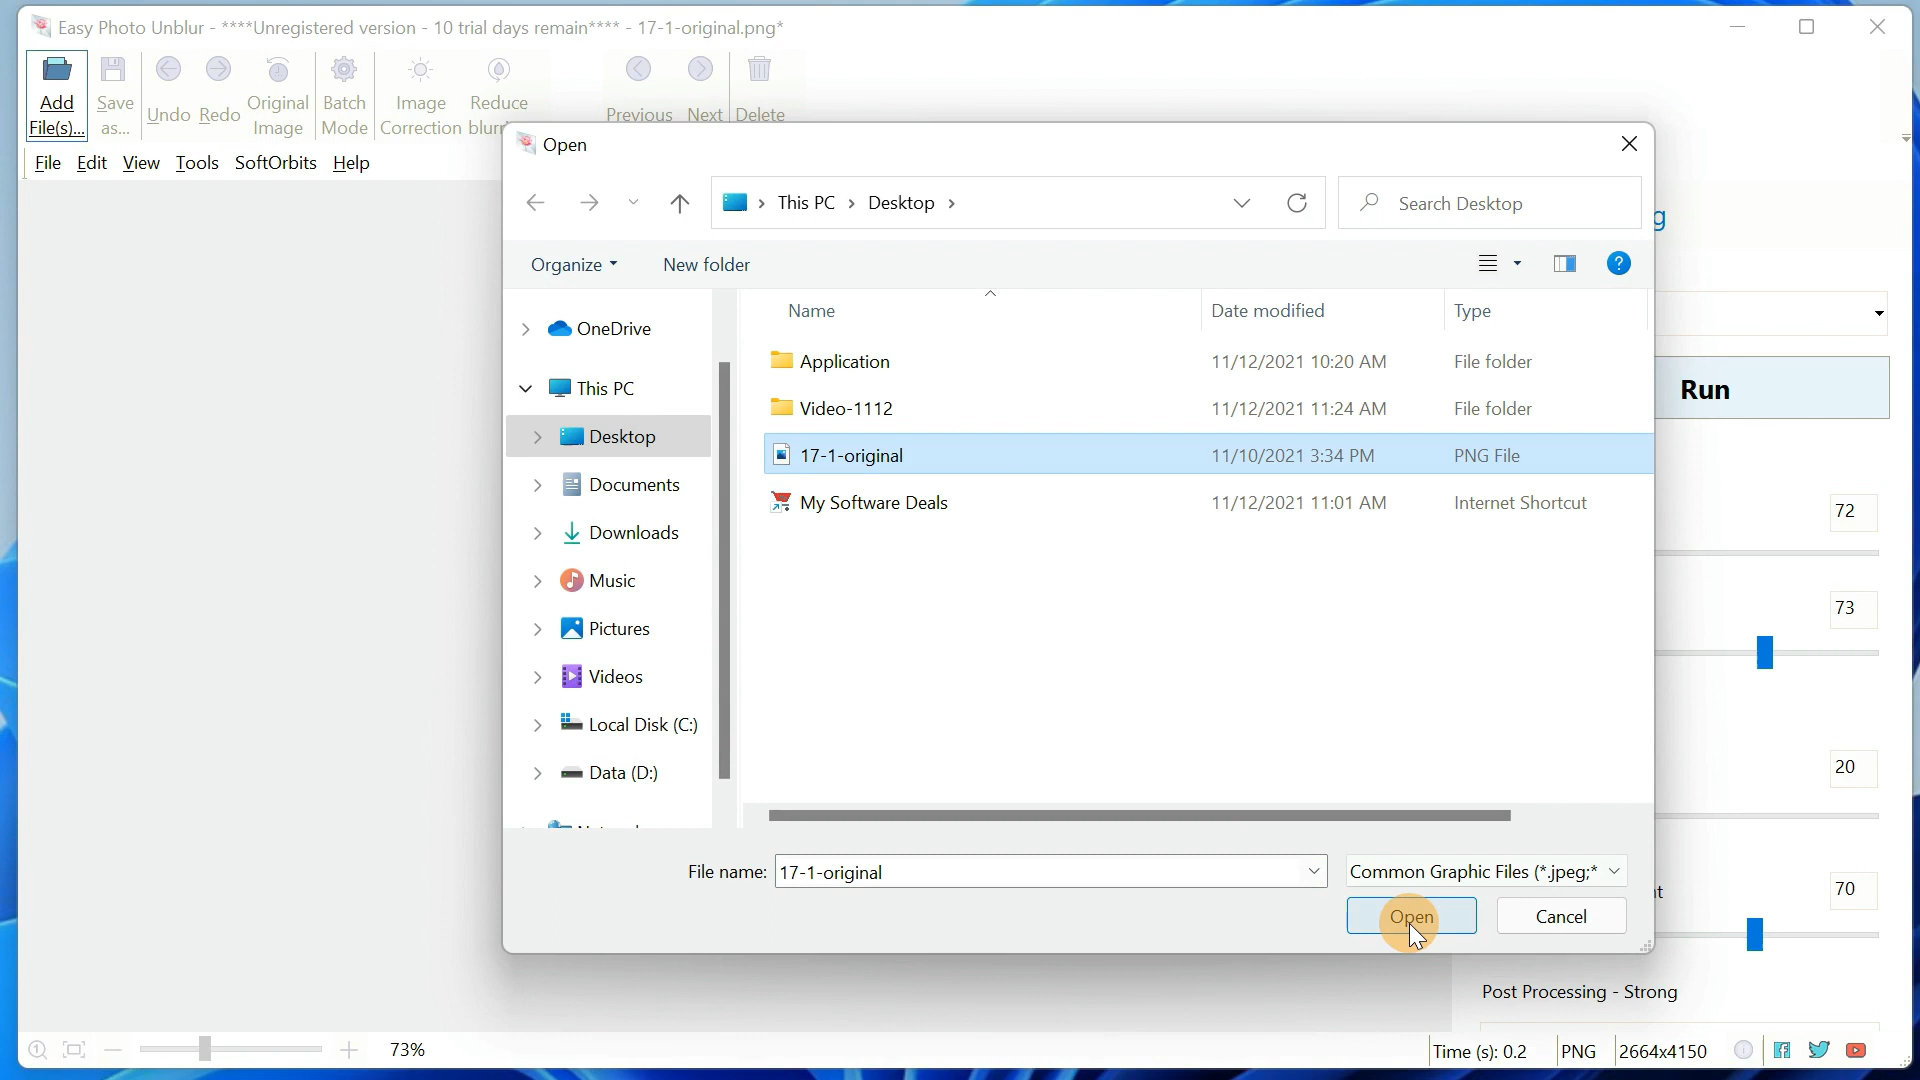 Easy Photo Unblur - ****Unregistered version - 10 trial days remain**** - 17-1-original.png*
Add File(s)...
Save as...
Undo
Redo
Original Image
Batch Mode
Image Correction
Reduce
Previous
Next
Delete
File Edit View Tools SoftOrbits Help
Open
This PC > Desktop >
Search Desktop
Organize
New folder
Name
Date modified
Type
OneDrive
This PC
Desktop
Documents
Downloads
Music
Pictures
Videos
Local Disk (C:)
Data (D:)
Application 11/12/2021 10:20 AM File folder
Video-1112 11/12/2021 11:24 AM File folder
17-1-original 11/10/2021 3:34 PM PNG File
My Software Deals 11/12/2021 11:01 AM Internet Shortcut
File name: 17-1-original
Common Graphic Files (*.jpeg;*
Open
Cancel
g
Run
72
73
20
70
Post Processing - Strong
73%
Time (s): 0.2
PNG
2664x4150